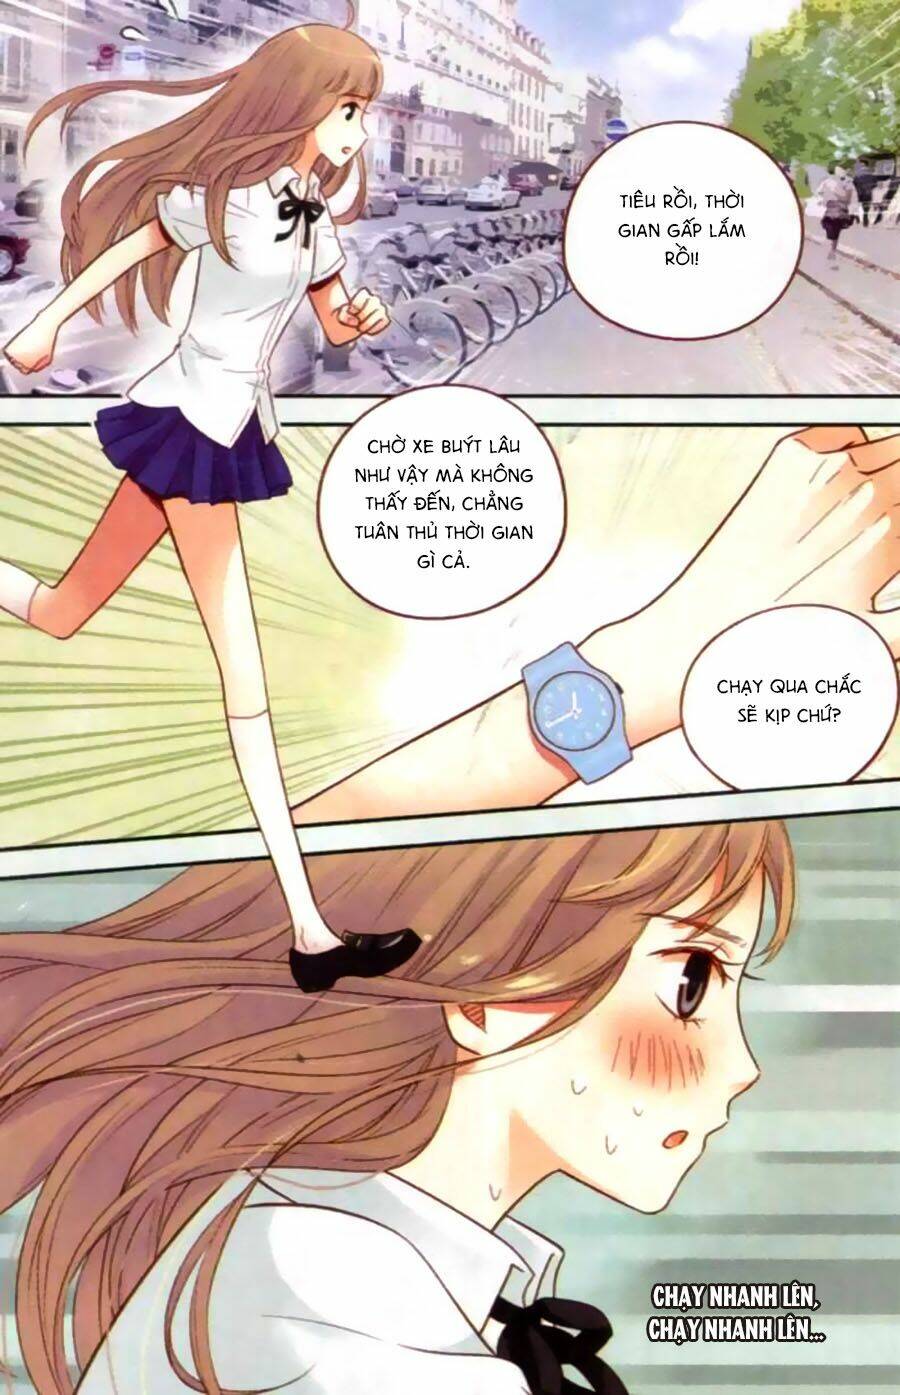 TIÊU RỒI, THỜI
GIAN GẤP LẮM
RỒI!
CHỜ XE BUÝT LÂU
NHƯ VẬY MÀ KHÔNG
THẤY ĐẾN, CHẲNG
TUÂN THỦ THỜI GIAN
GÌ CẢ.
CHẠY QUA CHẮC
SẼ KỊP CHỨ?
CHẠY NHANH LÊN,
CHẠY NHANH LÊN...